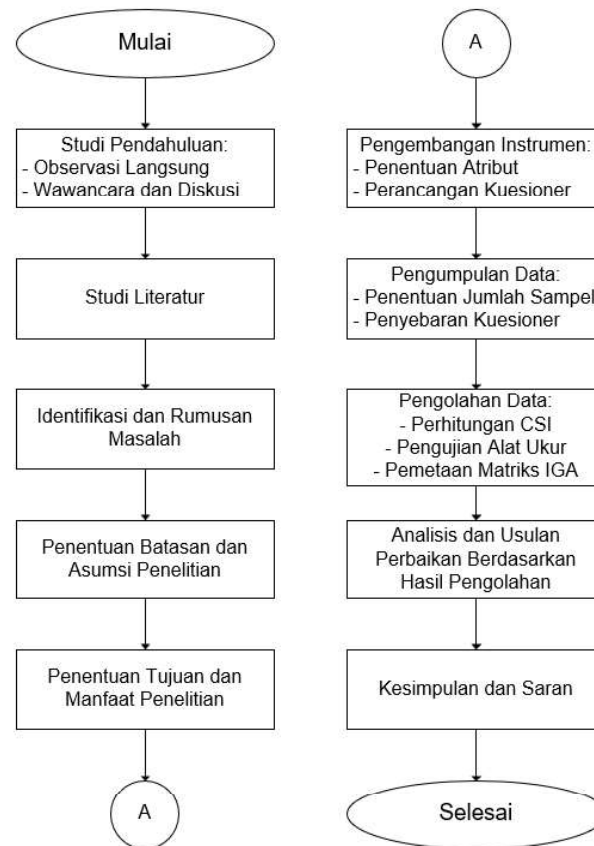 Mulai
Studi Pendahuluan:
- Observasi Langsung
- Wawancara dan Diskusi
Studi Literatur
Identifikasi dan Rumusan
Masalah
Penentuan Batasan dan
Asumsi Penelitian
Penentuan Tujuan dan
Manfaat Penelitian
A
A
Pengembangan Instrumen:
- Penentuan Atribut
- Perancangan Kuesioner
Pengumpulan Data:
- Penentuan Jumlah Sampel
- Penyebaran Kuesioner
Pengolahan Data:
- Perhitungan CSI
- Pengujian Alat Ukur
- Pemetaan Matriks IGA
Analisis dan Usulan
Perbaikan Berdasarkan
Hasil Pengolahan
Kesimpulan dan Saran
Selesai